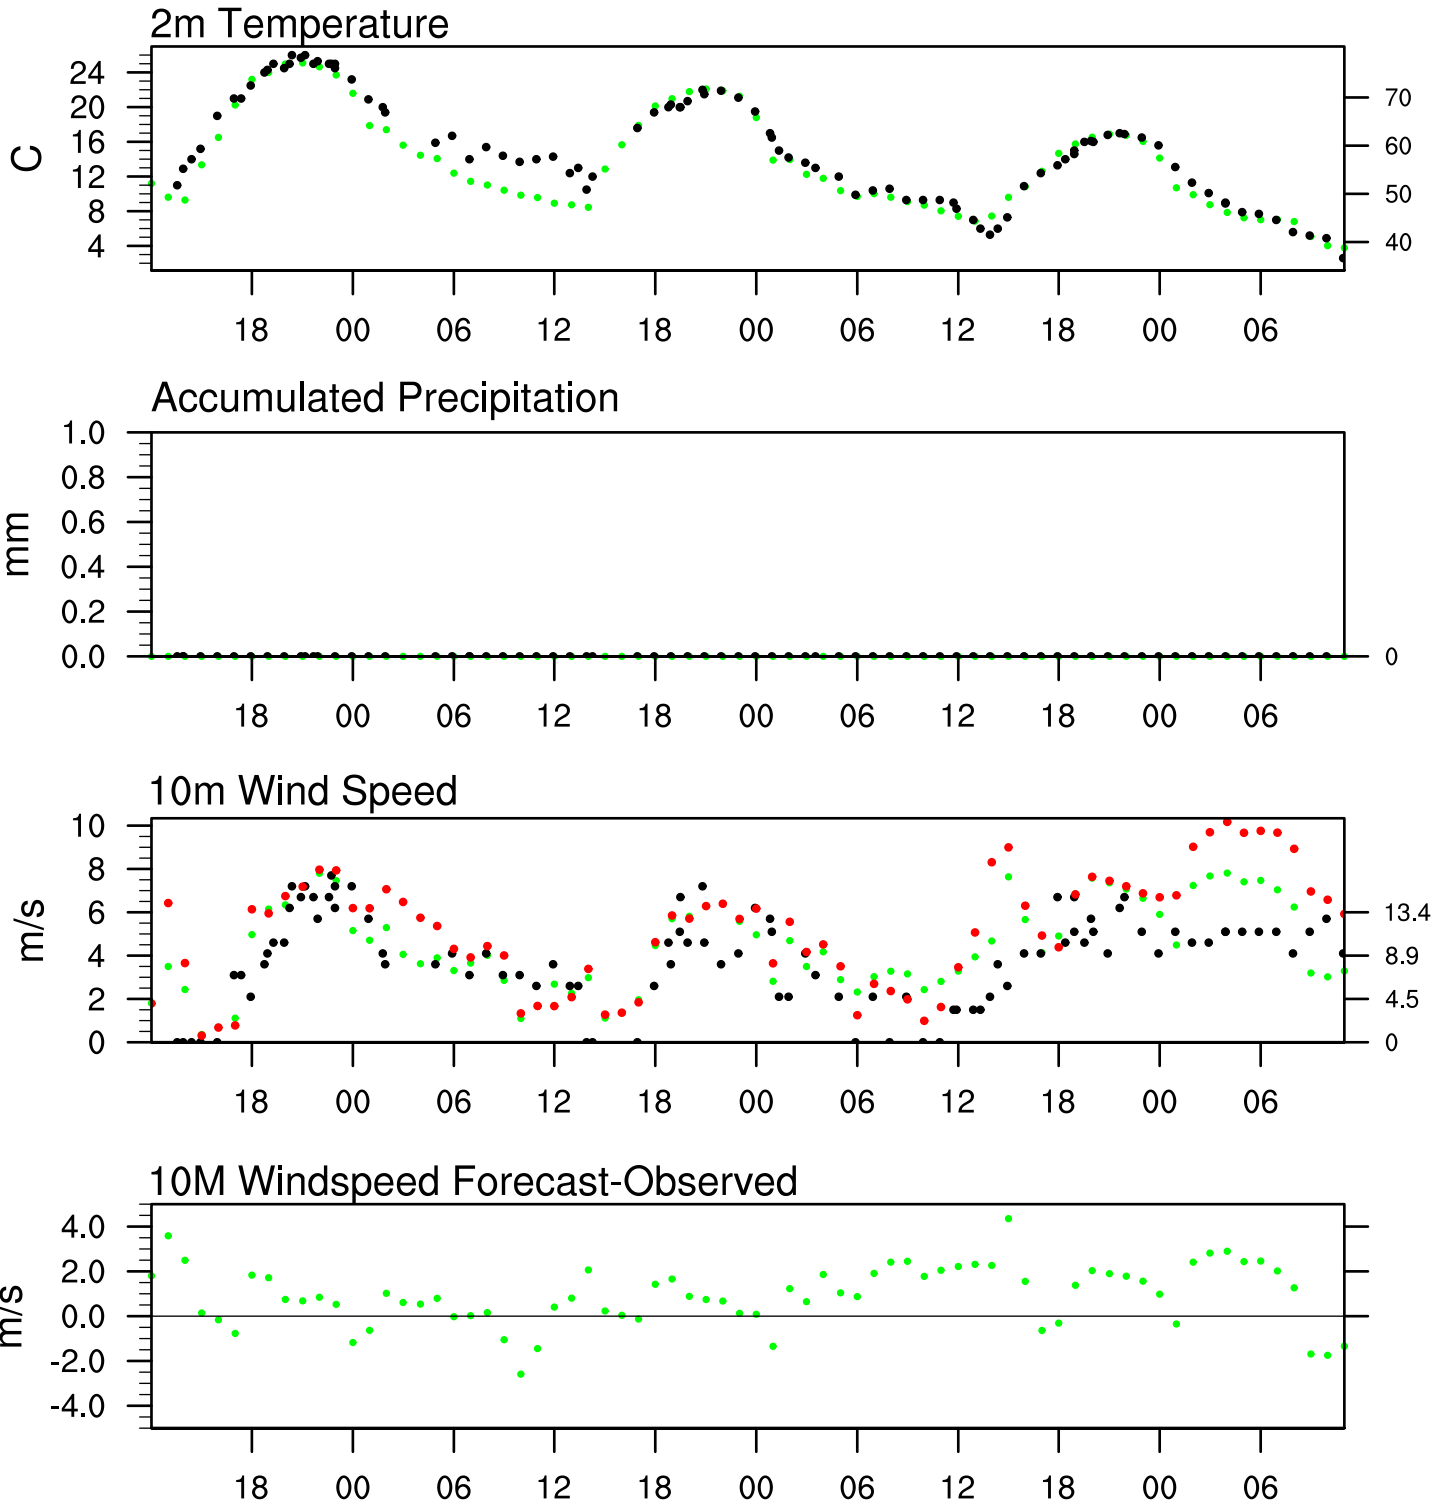 2m Temperature
C
24
20
16
12
8
4
70
60
50
40
18 00 06 12 18 00 06 12 18 00 06
Accumulated Precipitation
mm
1.0
0.8
0.6
0.4
0.2
0.0
0
18 00 06 12 18 00 06 12 18 00 06
10m Wind Speed
m/s
10
8
6
4
2
0
13.4
8.9
4.5
0
18 00 06 12 18 00 06 12 18 00 06
10M Windspeed Forecast-Observed
m/s
4.0
2.0
0.0
-2.0
-4.0
18 00 06 12 18 00 06 12 18 00 06